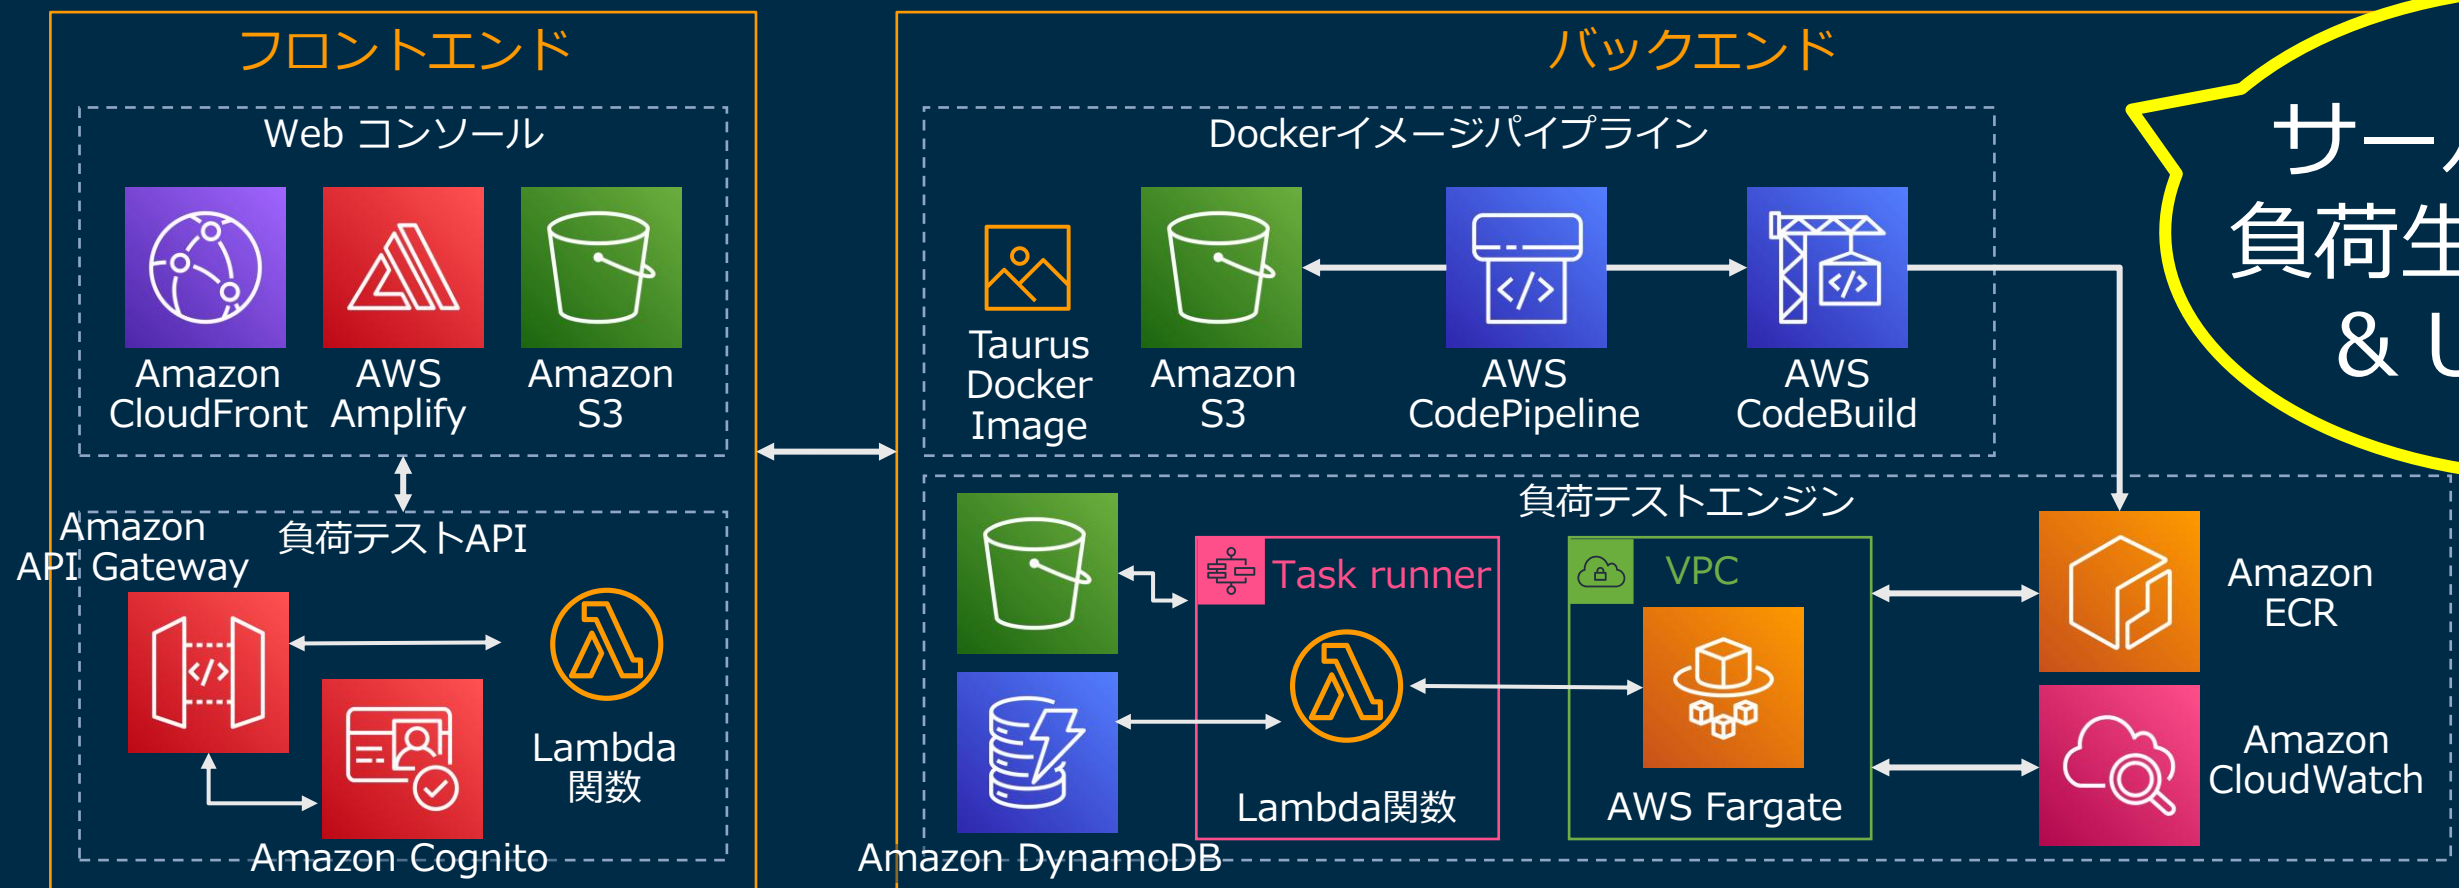 フロントエンド
Web コンソール
Amazon
CloudFront
AWS
Amplify
Amazon
S3
Amazon
API Gateway
負荷テストAPI
Lambda
関数
Amazon Cognito
バックエンド
Dockerイメージパイプライン
Taurus
Docker
Image
Amazon
S3
AWS
CodePipeline
AWS
CodeBuild
負荷テストエンジン
Task runner
Lambda関数
VPC
AWS Fargate
Amazon DynamoDB
Amazon
ECR
Amazon
CloudWatch
サー
負荷生
&